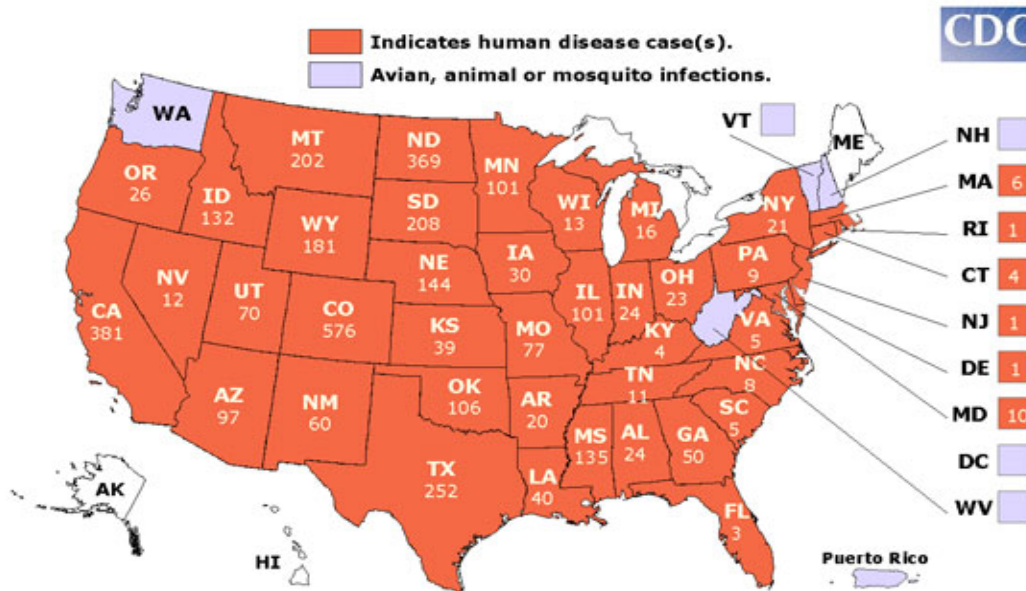 Indicates human disease case(s).
Avian, animal or mosquito infections.
CDC
WA
MT
202
ND
369
MN
101
VT
ME
NH
OR
26
ID
132
WY
181
SD
208
WI
13
MI
16
NY
21
MA 6
RI 1
CT 4
NJ 1
DE 1
MD 10
DC
WV
CA
381
NV
12
UT
70
CO
576
NE
144
KS
39
IA
30
MO
77
IL
101
IN
24
OH
23
PA
9
KY
4
VA
5
AZ
97
NM
60
OK
106
AR
20
TN
11
NC
8
SC
5
TX
252
LA
40
MS
135
AL
24
GA
50
FL
3
AK
HI
Puerto Rico